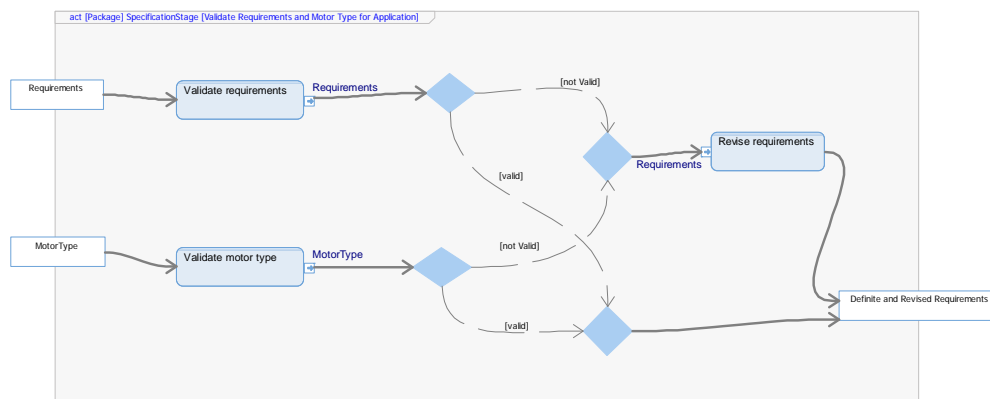 act [Package] SpecificationStage [Validate Requirements and Motor Type for Application]
Requirements
Validate requirements
Requirements
[not Valid]
Revise requirements
Requirements
[valid]
MotorType
Validate motor type
MotorType
[not Valid]
Definite and Revised Requirements
[valid]